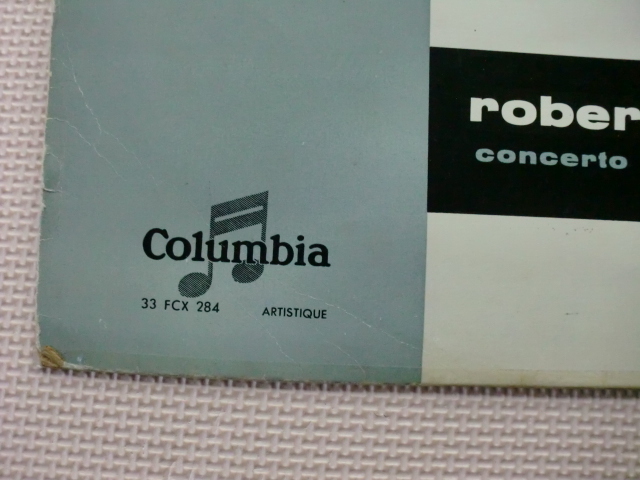 rober
concerto
Columbia
33 FCX 284 ARTISTIQUE